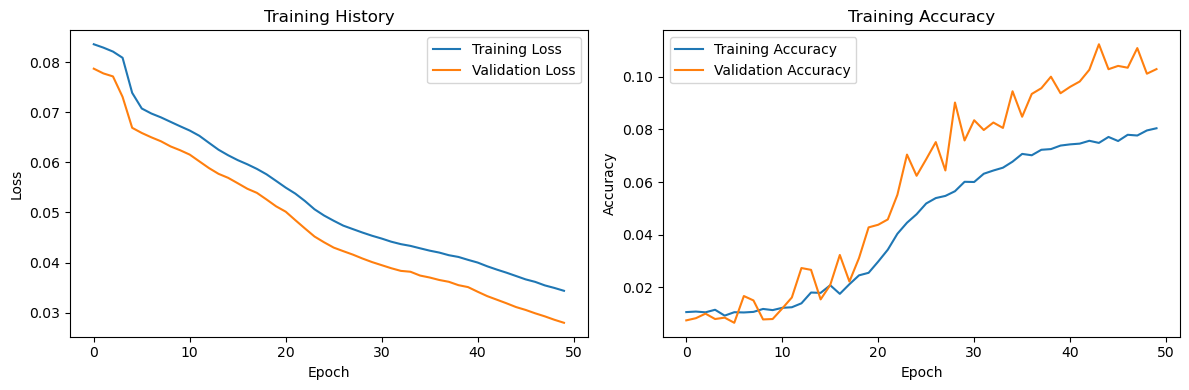 Training History
Training Loss
Validation Loss
0.08
0.07
0.06
0.05
0.04
0.03
Loss
0 10 20 30 40 50
Epoch
Training Accuracy
Training Accuracy
Validation Accuracy
0.10
0.08
0.06
0.04
0.02
Accuracy
0 10 20 30 40 50
Epoch